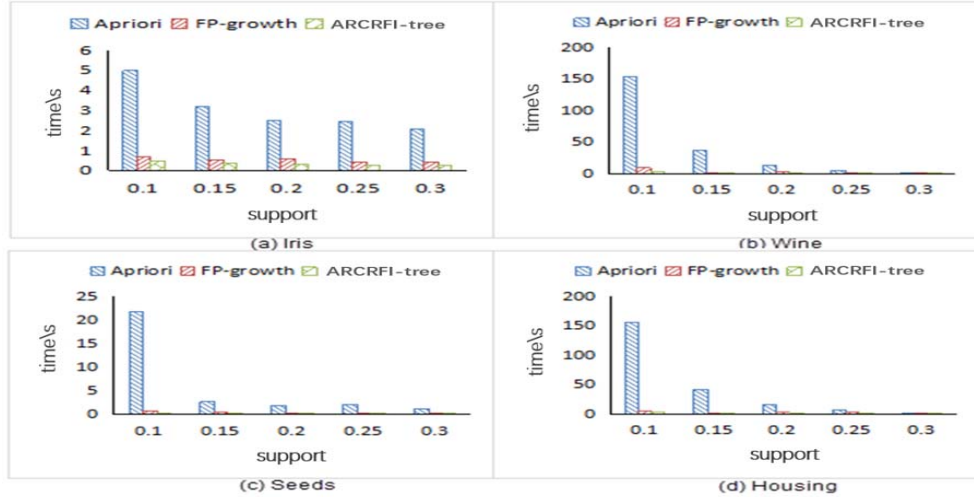 Apriori FP-growth ARCRFI-tree
6
5
4
3
2
1
0
time\s
0.1 0.15 0.2 0.25 0.3
support
(a) Iris
Apriori FP-growth ARCRFI-tree
200
150
100
50
0
time\s
0.1 0.15 0.2 0.25 0.3
support
(b) Wine
Apriori FP-growth ARCRFI-tree
25
20
15
10
5
0
time\s
0.1 0.15 0.2 0.25 0.3
support
(c) Seeds
Apriori FP-growth ARCRFI-tree
200
150
100
50
0
time\s
0.1 0.15 0.2 0.25 0.3
support
(d) Housing